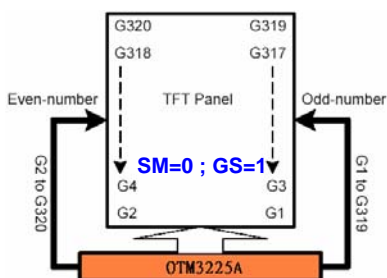 G320 G319
G318 G317
Even-number TFT Panel Odd-number
SM=0 ; GS=1
G4 G3
G2 G1
G2 to G320
G1 to G319
OTM3225A